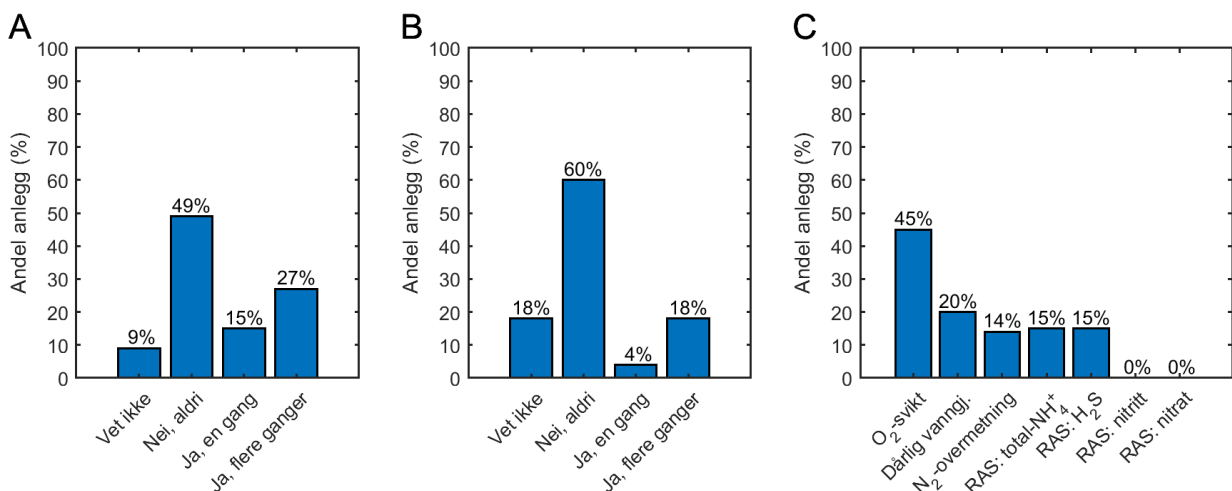 A
Andel anlegg (%)
100
90
80
70
60
50
40
30
20
10
0
9%
49%
15%
27%
Vet ikke
Nei, aldri
Ja, en gang
Ja, flere ganger
B
Andel anlegg (%)
100
90
80
70
60
50
40
30
20
10
0
18%
60%
4%
18%
Vet ikke
Nei, aldri
Ja, en gang
Ja, flere ganger
C
Andel anlegg (%)
100
90
80
70
60
50
40
30
20
10
0
45%
20%
14%
15%
15%
0%
0%
O₂-svikt
Dårlig vanngj.
N₂-overmetning
RAS: total-NH₄⁺
RAS: H₂S
RAS: nitritt
RAS: nitrat